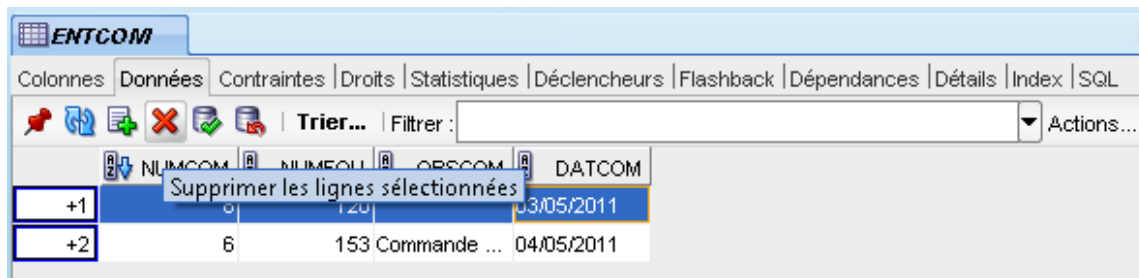 ENTCOM
Colonnes Données Contraintes |Droits |Statistiques |Déclencheurs |Flashback |Dépendances |Détails |Index |SQL
Trier... Filtrer : Actions...
NUMCOM NUMFOU OBSCOM DATCOM
Supprimer les lignes sélectionnées
+1 8 120 03/05/2011
+2 6 153 Commande ... 04/05/2011